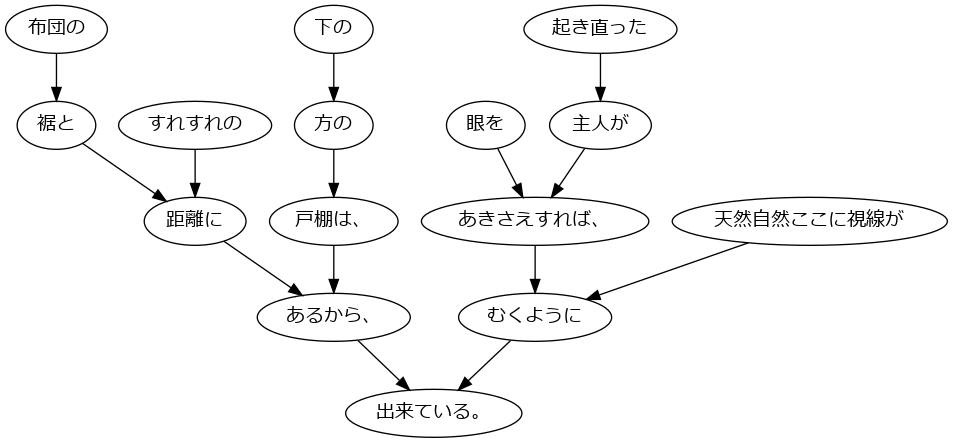 布団の
下の
起き直った
裾と
すれすれの
方の
眼を
主人が
距離に
戸棚は、
あきさえすれば、
天然自然ここに視線が
あるから、
むくように
出来ている。